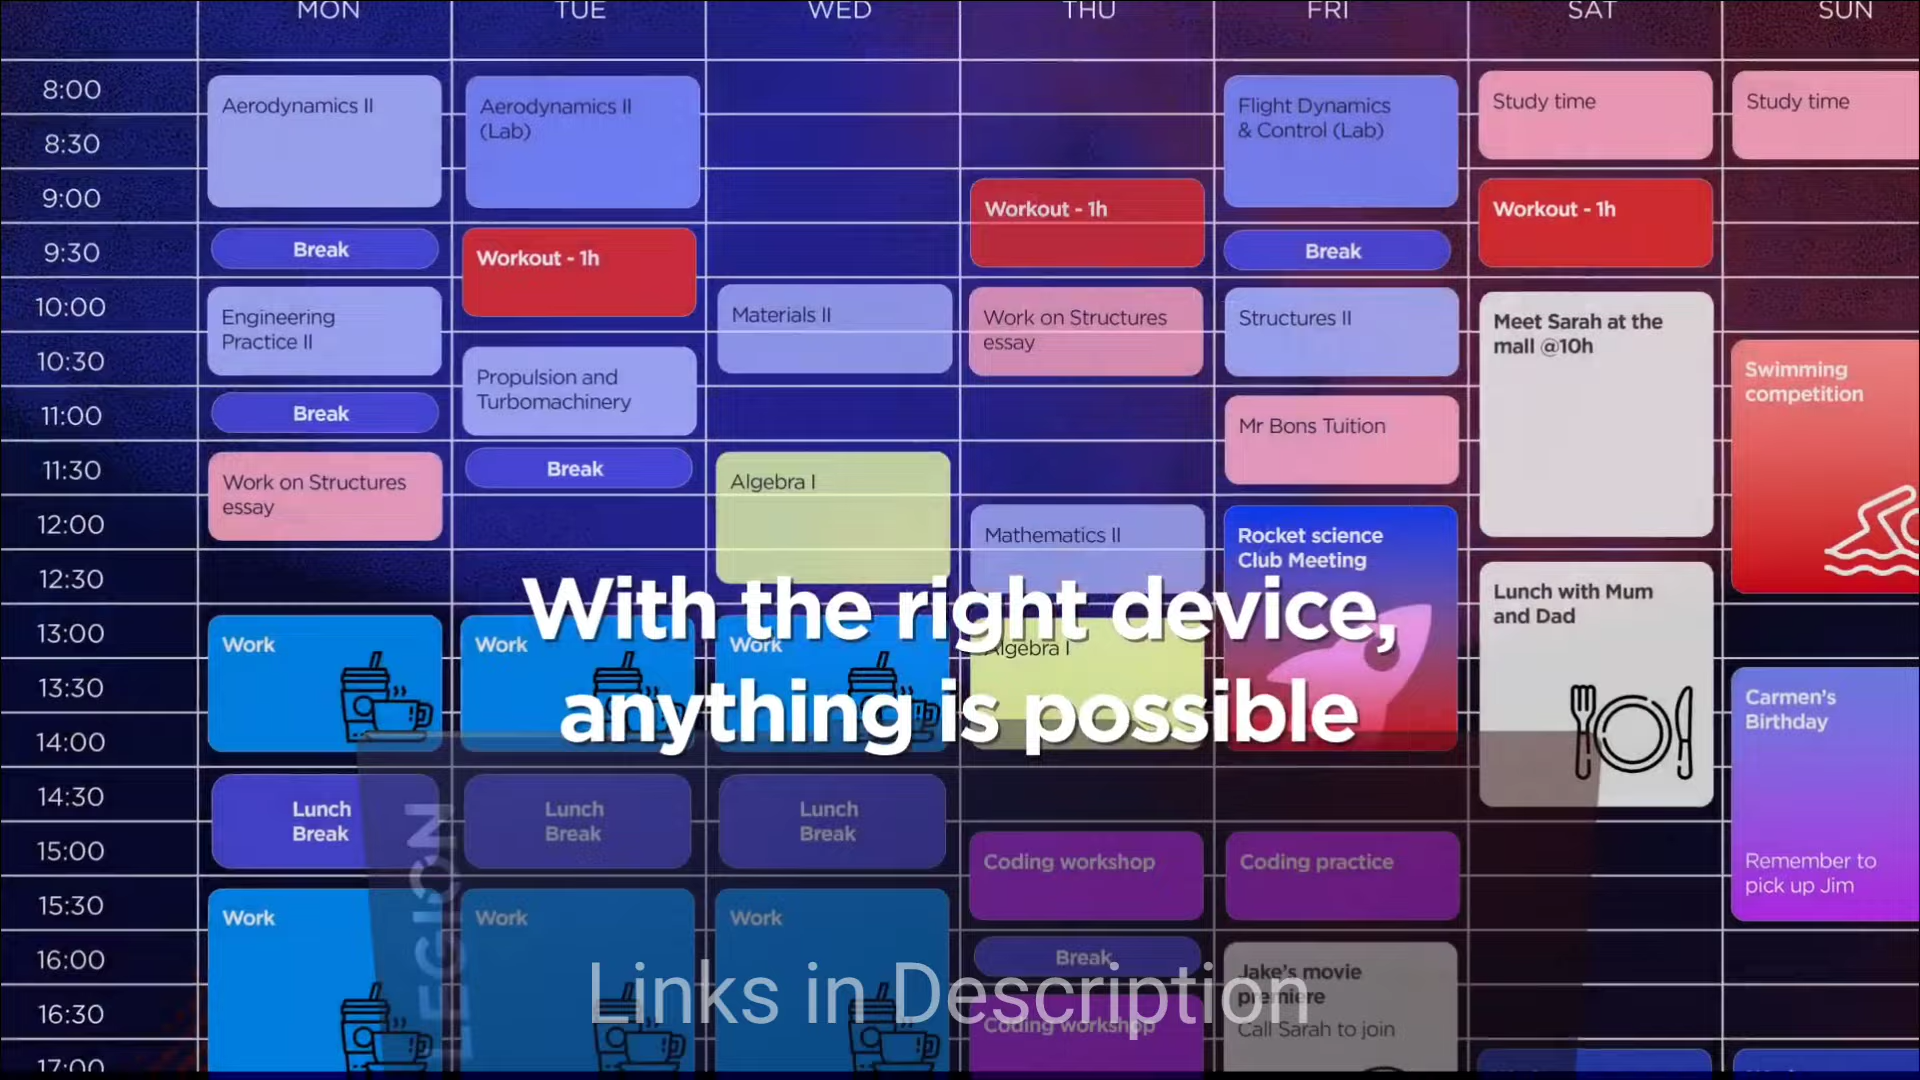 MON TUE WED THU FRI SAT SUN
8:00
8:30
9:00
9:30
10:00
10:30
11:00
11:30
12:00
12:30
13:00
13:30
14:00
14:30
15:00
15:30
16:00
16:30
17:00
Aerodynamics II
Break
Engineering
Practice II
Break
Work on Structures
essay
Work
Lunch
Break
Work
Aerodynamics II
(Lab)
Workout - 1h
Propulsion and
Turbomachinery
Break
Work
Lunch
Break
Work
Materials II
Algebra I
Work
Lunch
Break
Work
Workout - 1h
Work on Structures
essay
Mathematics II
Algebra I
Coding workshop
Break
Coding workshop
Flight Dynamics
& Control (Lab)
Break
Structures II
Mr Bons Tuition
Rocket science
Club Meeting
Coding practice
Jake's movie
premiere
Call Sarah to join
Study time
Workout - 1h
Meet Sarah at the
mall @10h
Lunch with Mum
and Dad
Study time
Swimming
competition
Carmen's
Birthday
Remember to
pick up Jim
With the right device,
anything is possible
LEGION
Links in Description